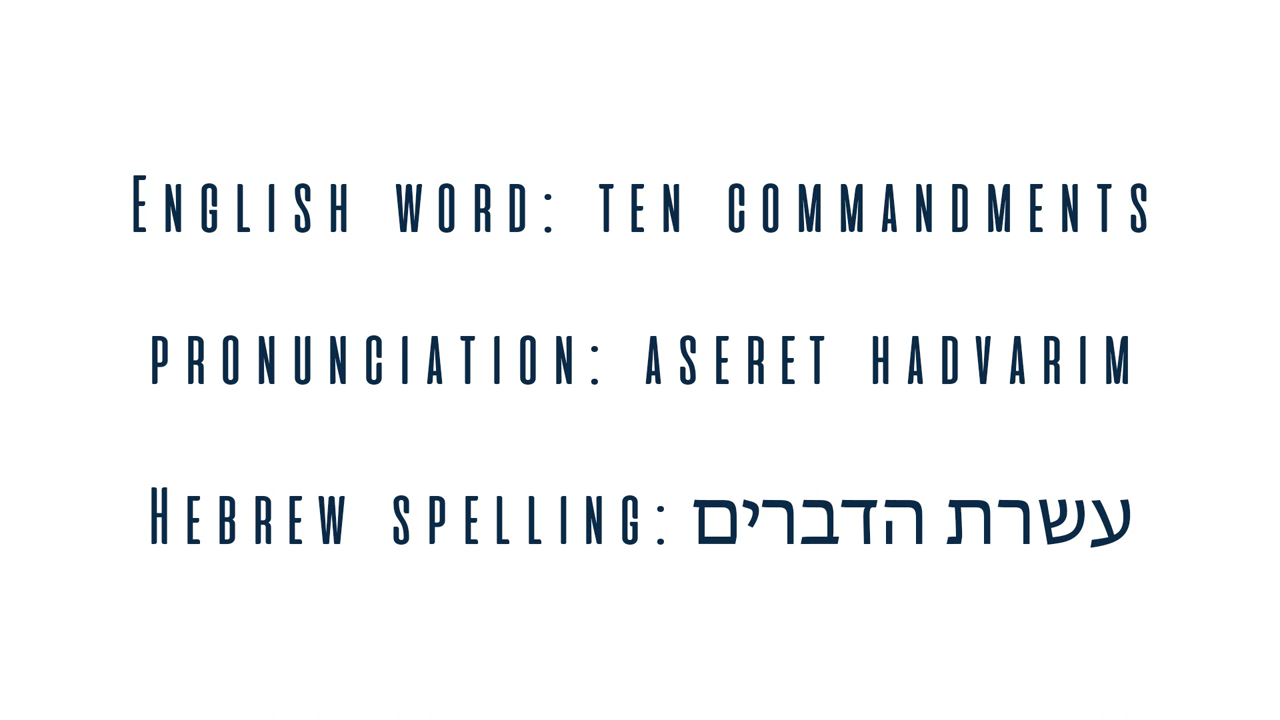 English word: ten commandments
pronunciation: aseret hadvarim
Hebrew spelling: עשרת הדברים